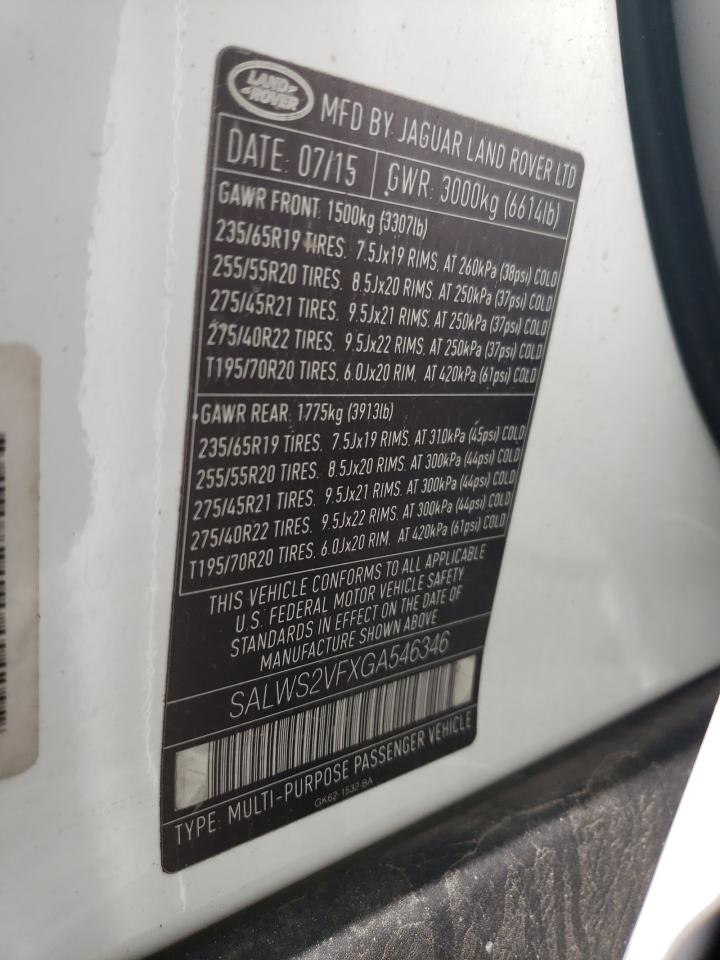 LAND ROVER
MFD BY JAGUAR LAND ROVER LTD
DATE: 07/15 GWR: 3000kg (6614lb)
GAWR FRONT: 1500kg (3307lb)
235/65R19 TIRES. 7.5Jx19 RIMS, AT 260kPa (38psi) COLD
255/55R20 TIRES. 8.5Jx20 RIMS. AT 250kPa (37psi) COLD
275/45R21 TIRES. 9.5Jx21 RIMS, AT 250kPa (37psi) COLD
275/40R22 TIRES. 9.5Jx22 RIMS, AT 250kPa (37psi) COLD
T195/70R20 TIRES. 6.0Jx20 RIM. AT 420kPa (61psi) COLD
GAWR REAR: 1775kg (3913lb)
235/65R19 TIRES. 7.5Jx19 RIMS. AT 310kPa (45psi) COLD
255/55R20 TIRES. 8.5Jx20 RIMS. AT 300kPa (44psi) COLD
275/45R21 TIRES. 9.5Jx21 RIMS, AT 300kPa (44psi) COLD
275/40R22 TIRES. 9.5Jx22 RIMS, AT 300kPa (44psi) COLD
T195/70R20 TIRES. 6.0Jx20 RIM. AT 420kPa (61psi) COLD
THIS VEHICLE CONFORMS TO ALL APPLICABLE
U.S. FEDERAL MOTOR VEHICLE SAFETY
STANDARDS IN EFFECT ON THE DATE OF
MANUFACTURE SHOWN ABOVE
SALWS2VFXGA546346
TYPE: MULTI-PURPOSE PASSENGER VEHICLE
GK62-1532-BA